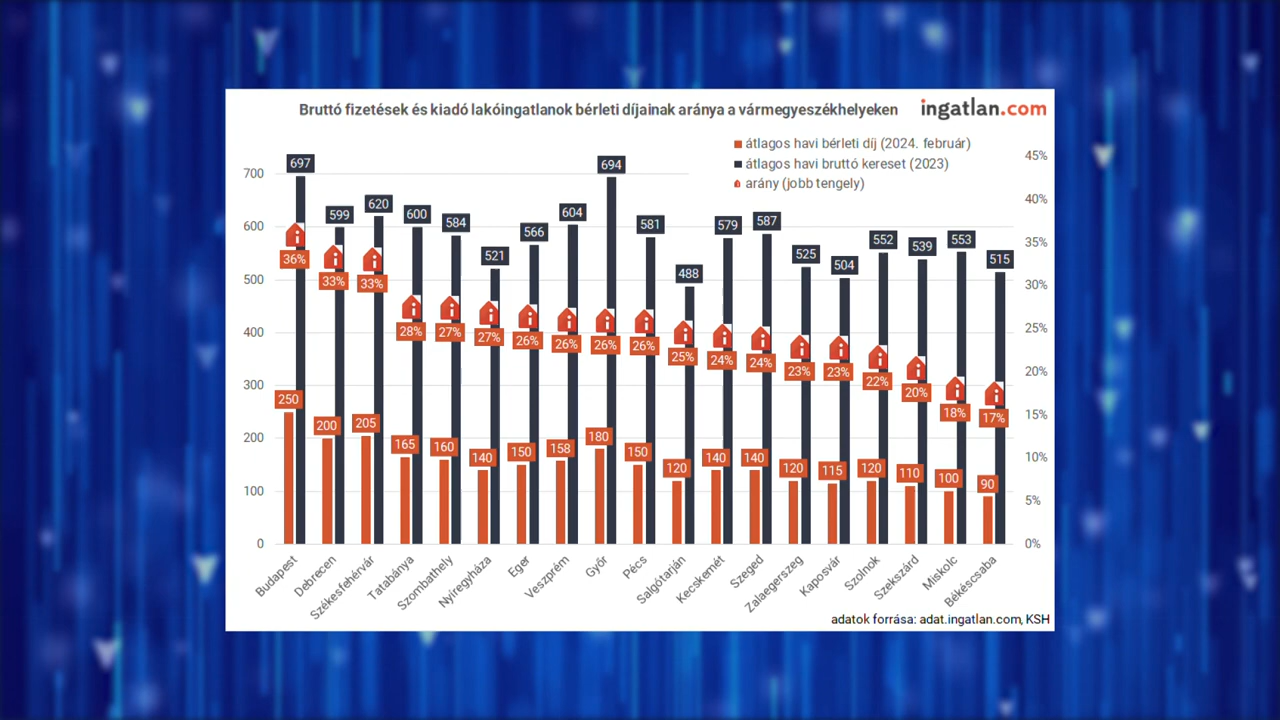 Bruttó fizetések és kiadó lakóingatlanok bérleti díjainak aránya a vármegyeszékhelyeken
ingatlan.com
átlagos havi bérleti díj (2024. február)
átlagos havi bruttó kereset (2023)
arány (jobb tengely)
700
600
500
400
300
200
100
0
45%
40%
35%
30%
25%
20%
15%
10%
5%
0%
697 599 620 600 584 521 566 604 694 581 488 579 587 525 504 552 539 553 515
36% 33% 33% 28% 27% 27% 26% 26% 26% 26% 25% 24% 24% 23% 23% 22% 20% 18% 17%
250 200 205 165 160 140 150 158 180 150 120 140 140 120 115 120 110 100 90
Budapest
Debrecen
Székesfehérvár
Tatabánya
Szombathely
Nyíregyháza
Eger
Veszprém
Győr
Pécs
Salgótarján
Kecskemét
Szeged
Zalaegerszeg
Kaposvár
Szolnok
Szekszárd
Miskolc
Békéscsaba
adatok forrása: adat.ingatlan.com, KSH